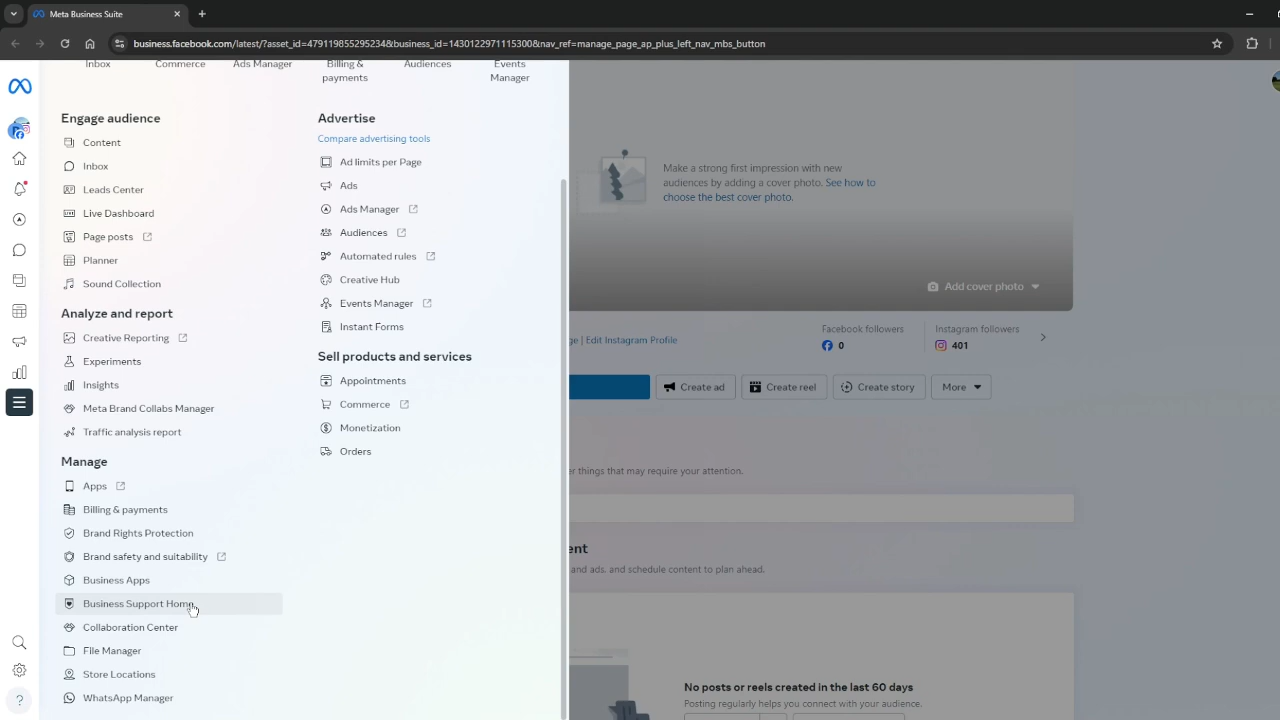 Meta Business Suite
business.facebook.com/latest/?asset_id=479119855295234&business_id=1430122971115300&nav_ref=manage_page_ap_plus_left_nav_mbs_button
Inbox
Commerce
Ads Manager
Billing &
payments
Audiences
Events
Manager
Engage audience
Content
Inbox
Leads Center
Live Dashboard
Page posts
Planner
Sound Collection
Analyze and report
Creative Reporting
Experiments
Insights
Meta Brand Collabs Manager
Traffic analysis report
Manage
Apps
Billing & payments
Brand Rights Protection
Brand safety and suitability
Business Apps
Business Support Home
Collaboration Center
File Manager
Store Locations
WhatsApp Manager
Advertise
Compare advertising tools
Ad limits per Page
Ads
Ads Manager
Audiences
Automated rules
Creative Hub
Events Manager
Instant Forms
Sell products and services
Appointments
Commerce
Monetization
Orders
Make a strong first impression with new
audiences by adding a cover photo. See how to
choose the best cover photo.
Add cover photo
ge | Edit Instagram Profile
Facebook followers
0
Instagram followers
401
Create ad
Create reel
Create story
More
er things that may require your attention.
ent
and ads, and schedule content to plan ahead.
No posts or reels created in the last 60 days
Posting regularly helps you connect with your audience.